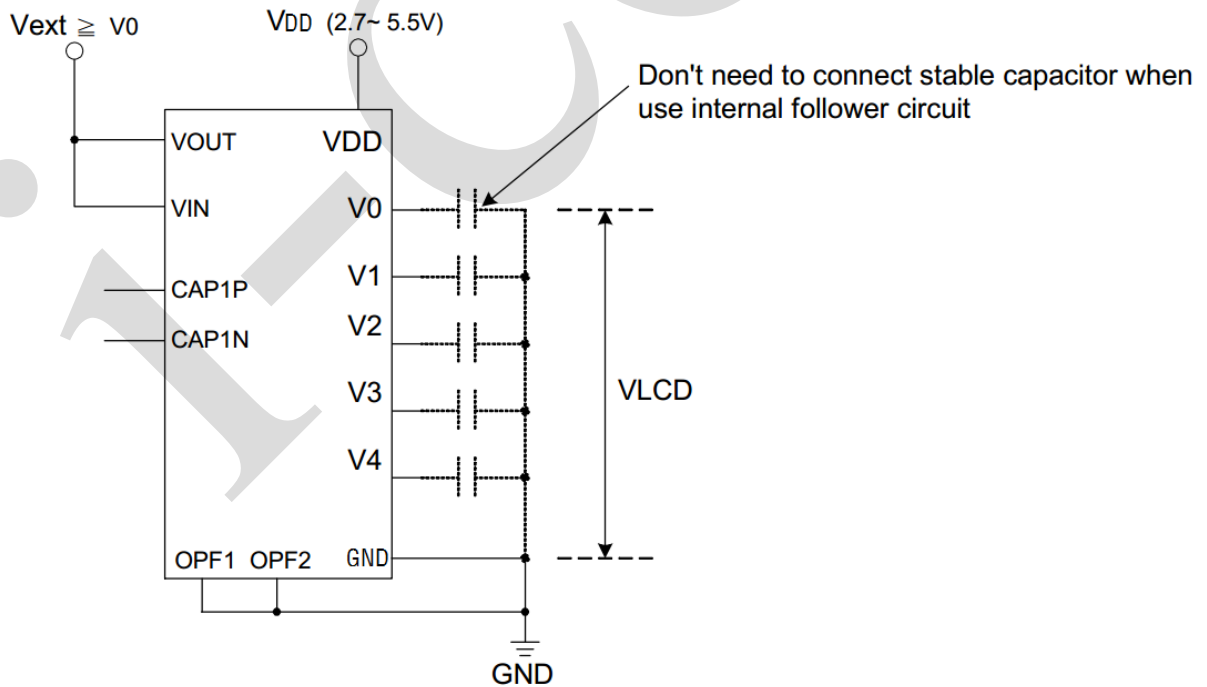 Vext ≧ V0
VDD (2.7~ 5.5V)
Don't need to connect stable capacitor when
use internal follower circuit
VOUT
VDD
VIN
V0
CAP1P
V1
CAP1N
V2
V3
VLCD
V4
OPF1 OPF2 GND
GND